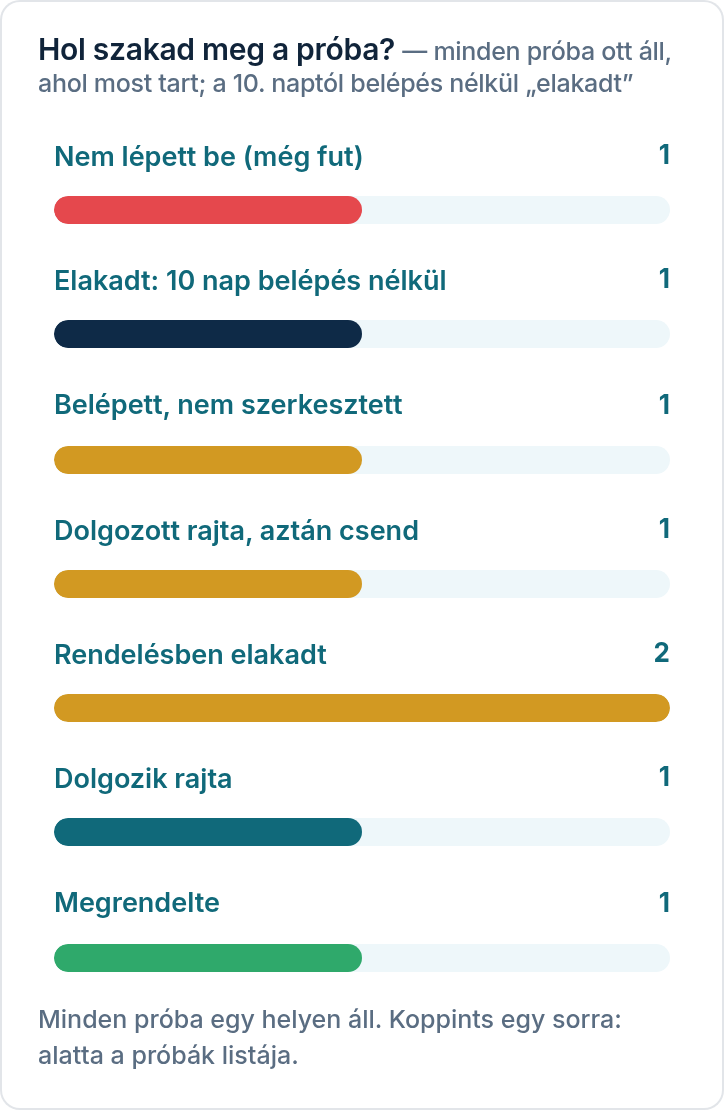 Hol szakad meg a próba? — minden próba ott áll,
ahol most tart; a 10. naptól belépés nélkül „elakadt”
Nem lépett be (még fut) 1
Elakadt: 10 nap belépés nélkül 1
Belépett, nem szerkesztett 1
Dolgozott rajta, aztán csend 1
Rendelésben elakadt 2
Dolgozik rajta 1
Megrendelte 1
Minden próba egy helyen áll. Koppints egy sorra:
alatta a próbák listája.